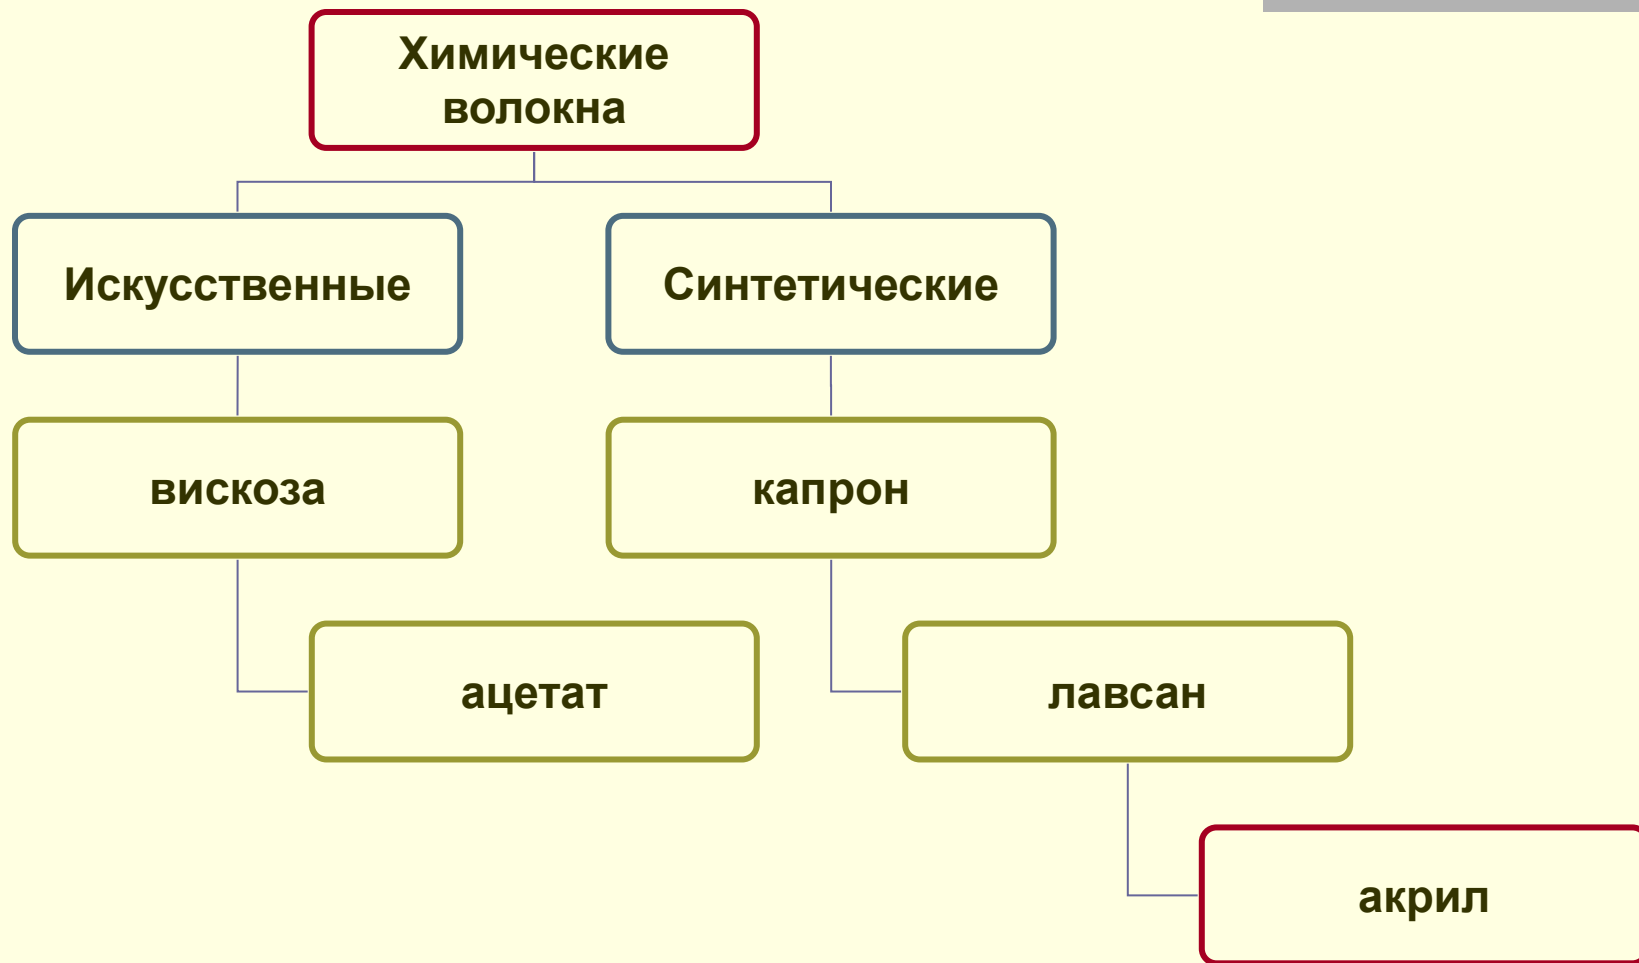 Химические
волокна
Искусственные
Синтетические
вискоза
капрон
ацетат
лавсан
акрил